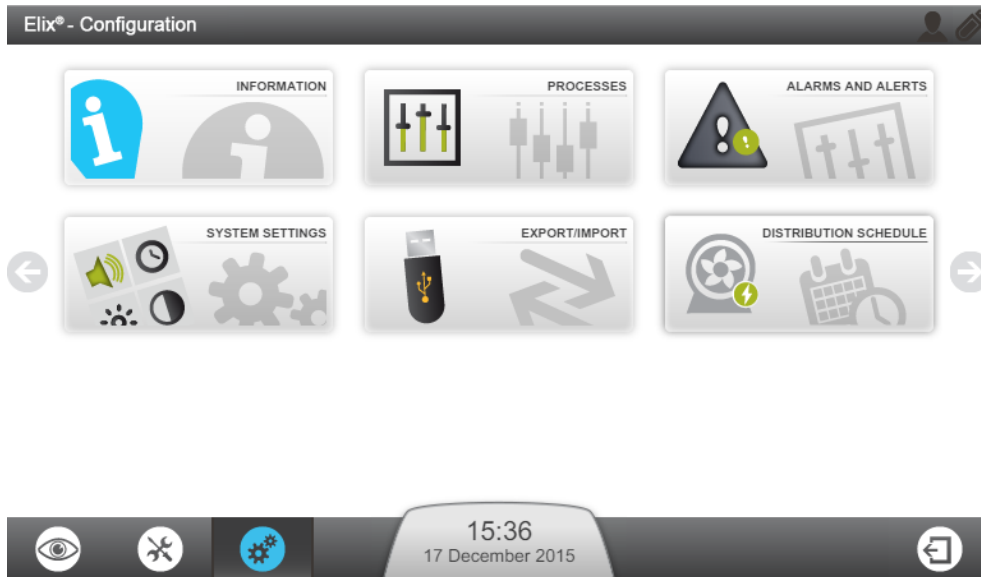 Elix® - Configuration
INFORMATION
PROCESSES
ALARMS AND ALERTS
SYSTEM SETTINGS
EXPORT/IMPORT
DISTRIBUTION SCHEDULE
15:36
17 December 2015